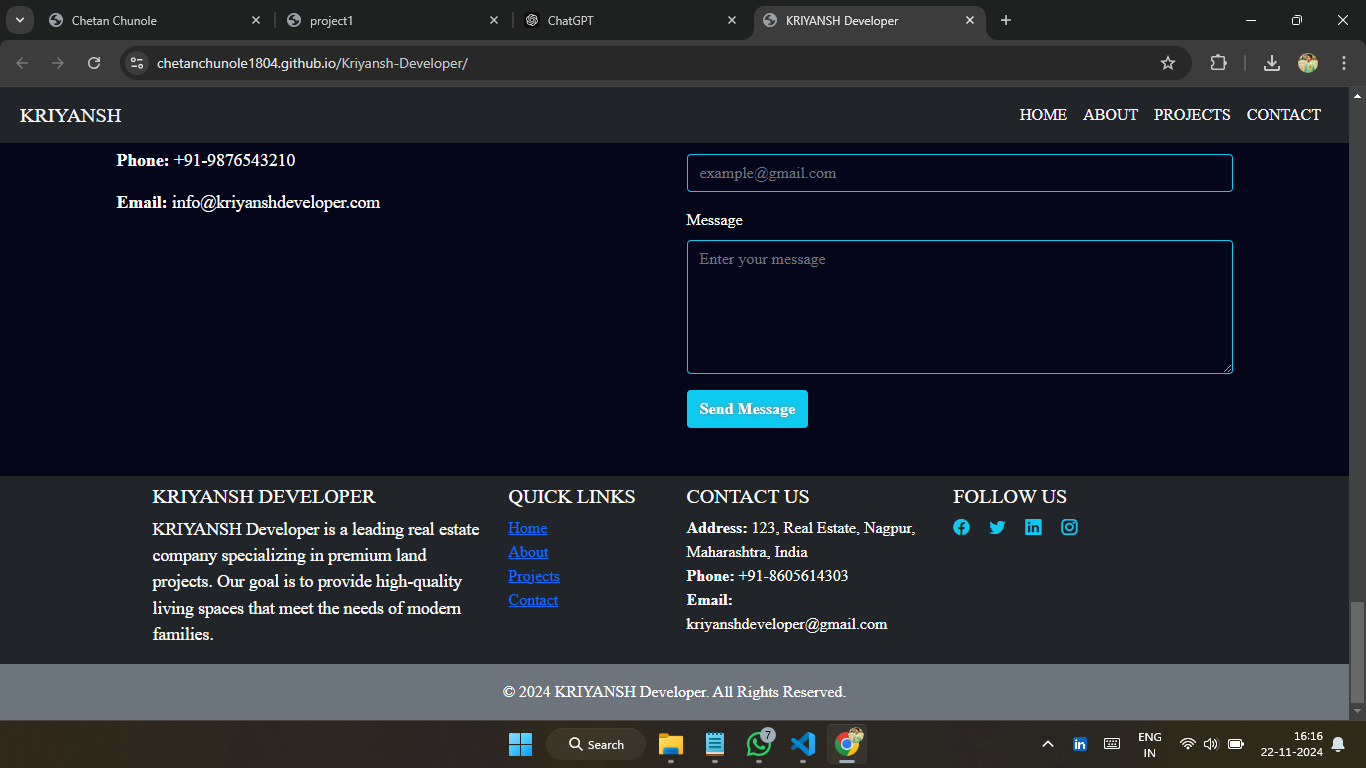 Chetan Chunole
project1
ChatGPT
KRIYANSH Developer
chetanchunole1804.github.io/Kriyansh-Developer/
KRIYANSH
HOME ABOUT PROJECTS CONTACT
Phone: +91-9876543210
Email: info@kriyanshdeveloper.com
example@gmail.com
Message
Enter your message
Send Message
KRIYANSH DEVELOPER
KRIYANSH Developer is a leading real estate
company specializing in premium land
projects. Our goal is to provide high-quality
living spaces that meet the needs of modern
families.
QUICK LINKS
Home
About
Projects
Contact
CONTACT US
Address: 123, Real Estate, Nagpur,
Maharashtra, India
Phone: +91-8605614303
Email:
kriyanshdeveloper@gmail.com
FOLLOW US
© 2024 KRIYANSH Developer. All Rights Reserved.
Search
7
ENG
IN
16:16
22-11-2024